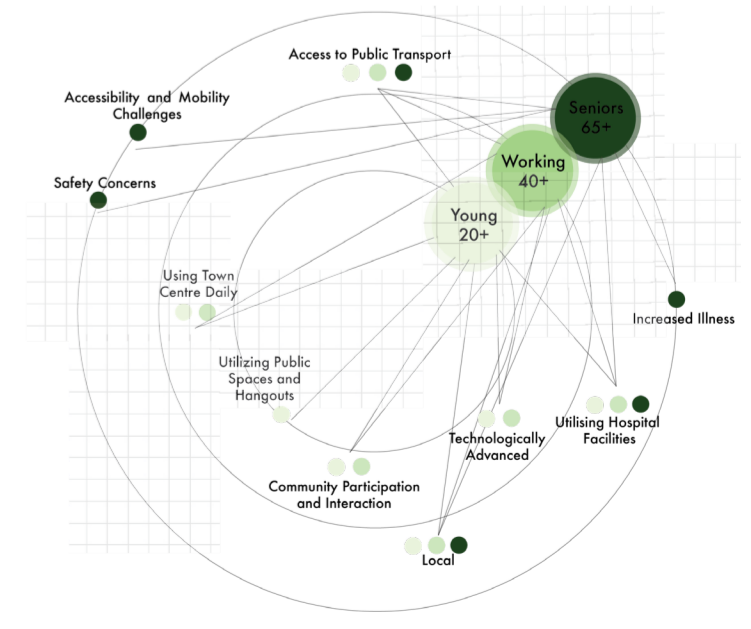 Access to Public Transport
Accessibility and Mobility
Challenges
Seniors
65+
Working
40+
Safety Concerns
Young
20+
Using Town
Centre Daily
Increased Illness
Utilizing Public
Spaces and
Hangouts
Utilising Hospital
Facilities
Technologically
Advanced
Community Participation
and Interaction
Local